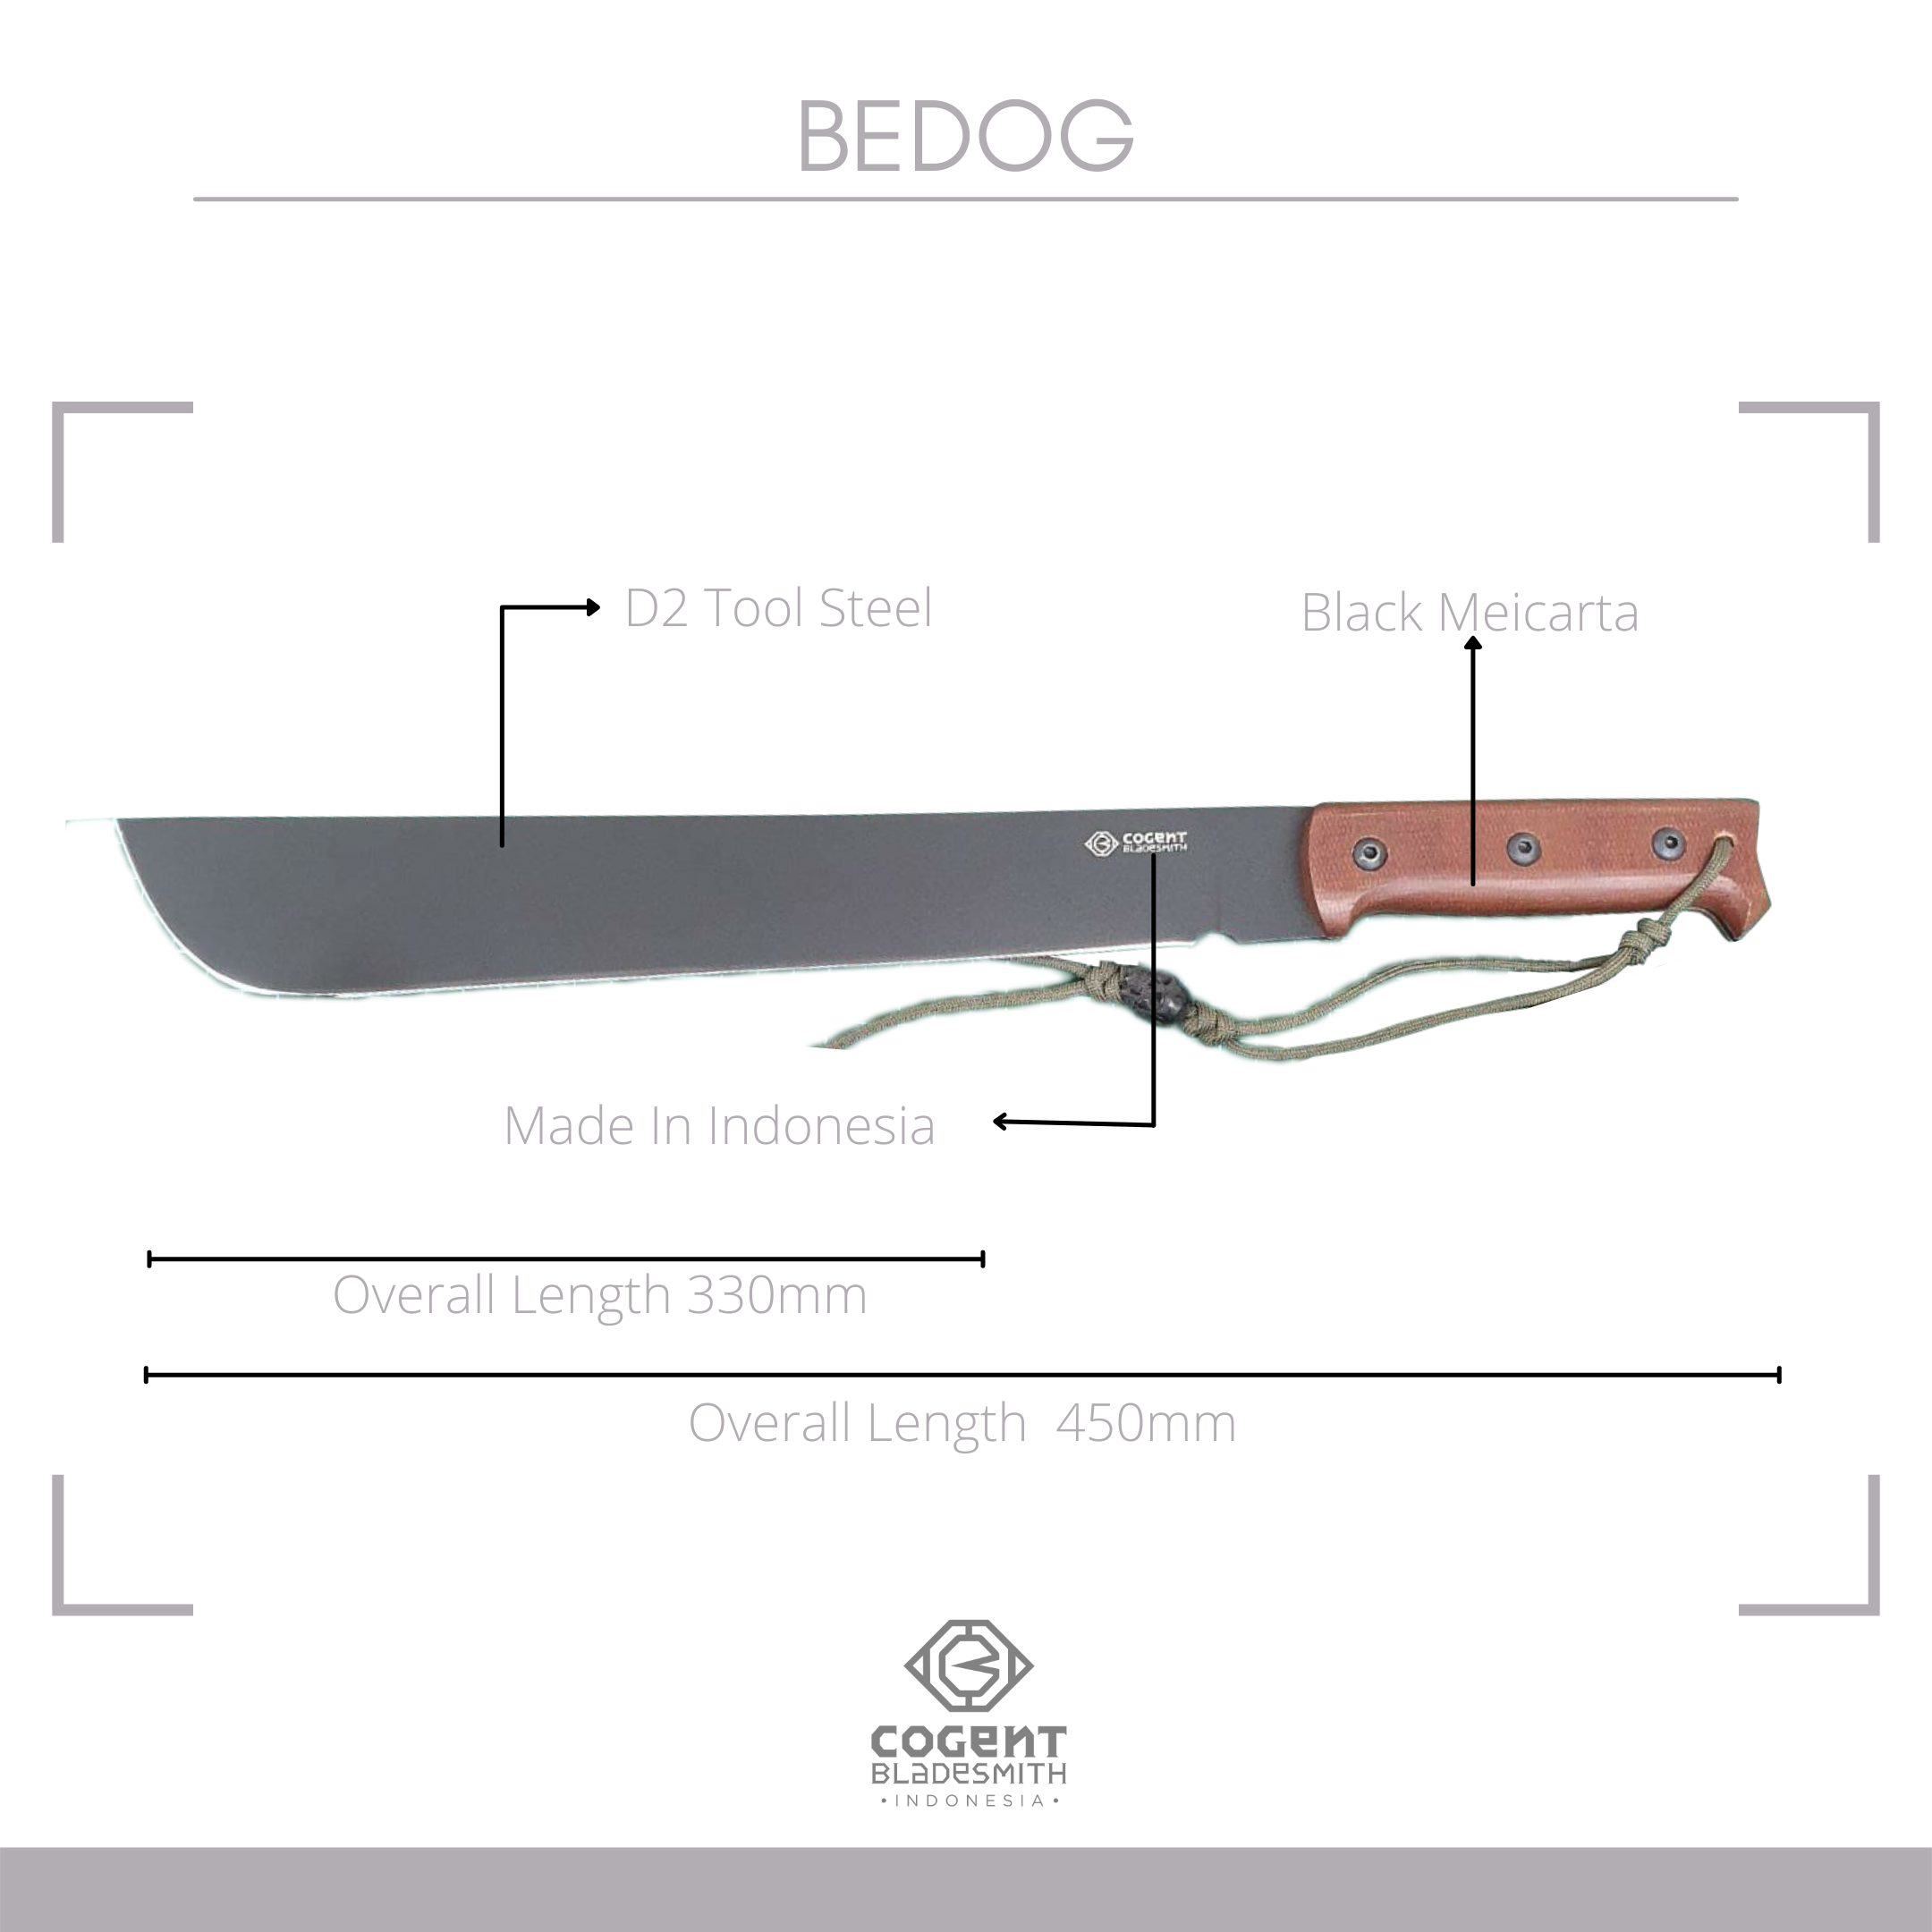 BEDOG
D2 Tool Steel
Black Meicarta
COGENT
BLADESMITH
Made In Indonesia
Overall Length 330mm
Overall Length 450mm
COGENT
BLADESMITH
• INDONESIA •